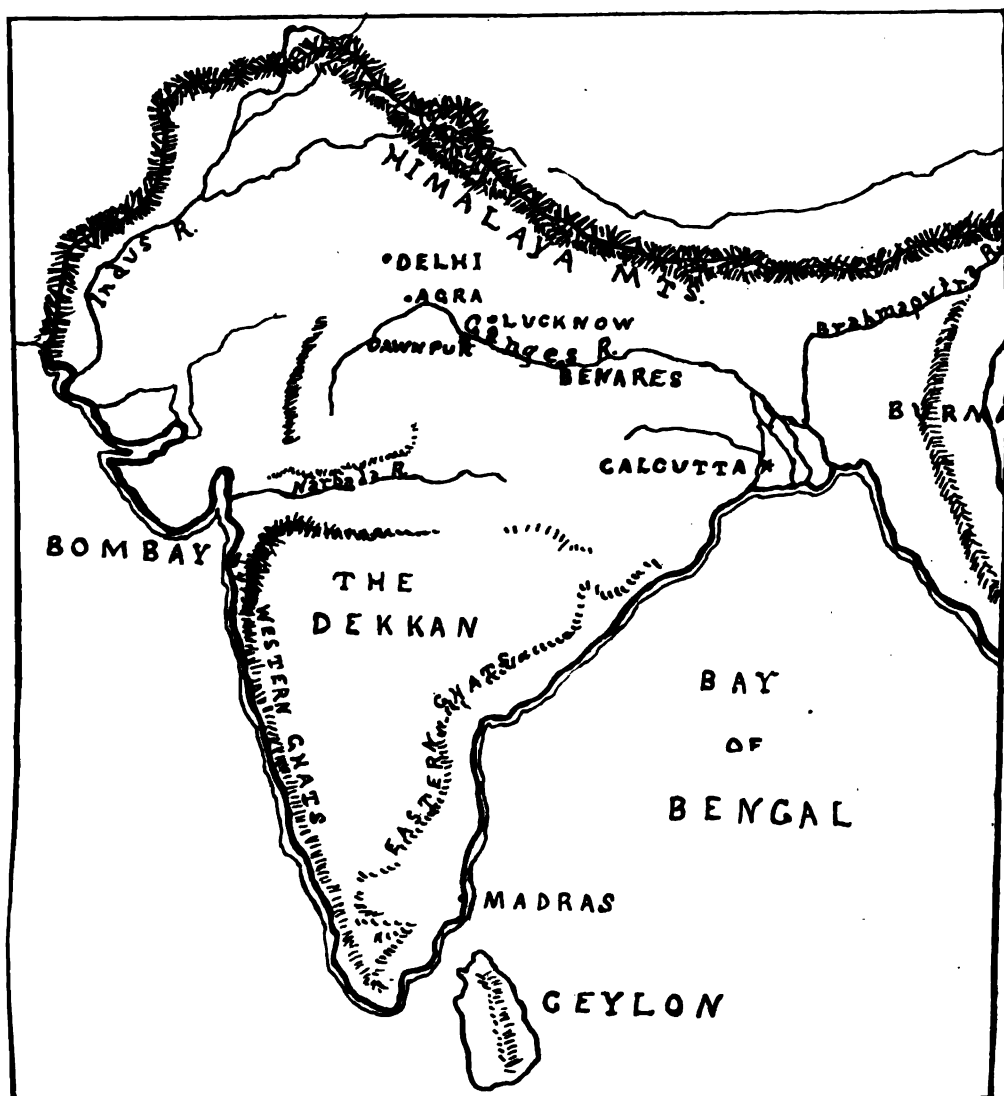 HIMALAYA MTS.
Indus R.
DELHI
AGRA
LUCKNOW
Ganges R.
DAWNPUR
BENARES
Brahmaputra R.
BURMA
CALCUTTA
Narbada R.
BOMBAY
THE
DEKKAN
WESTERN GHATS
EASTERN GHATS
BAY
OF
BENGAL
MADRAS
CEYLON